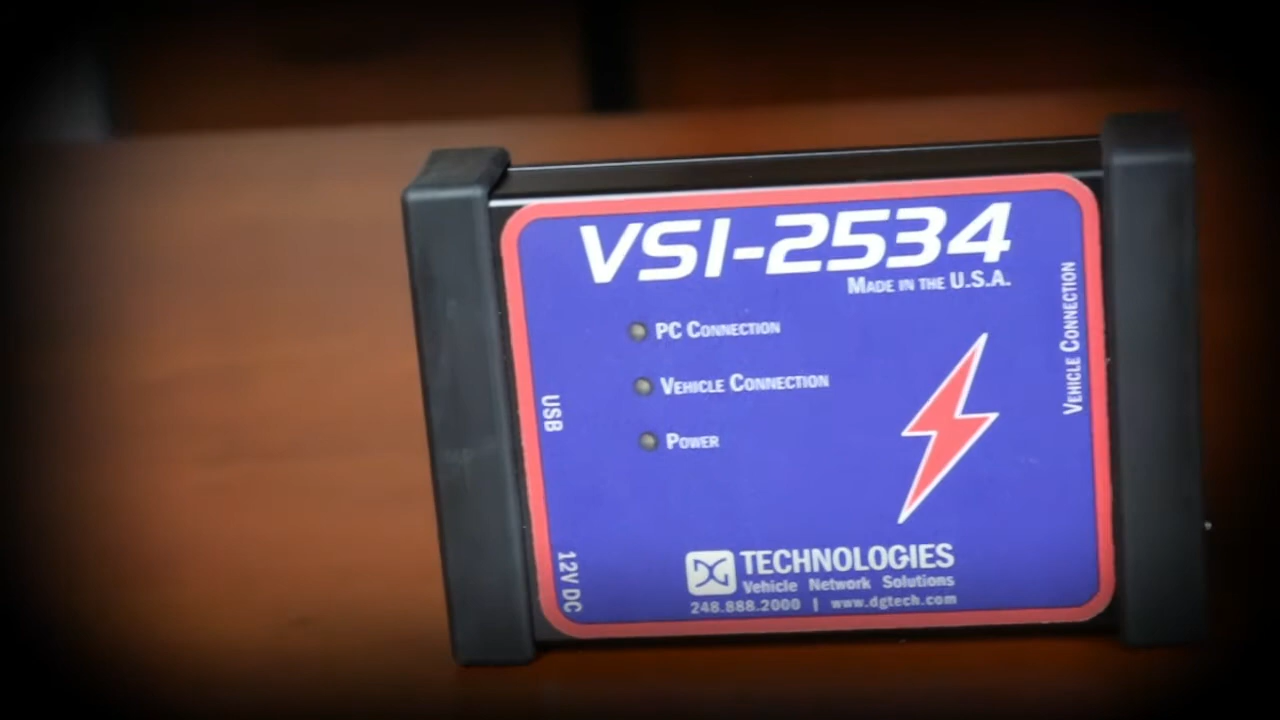 VSI-2534
MADE IN THE U.S.A.
PC CONNECTION
VEHICLE CONNECTION
POWER
USB
12V DC
VEHICLE CONNECTION
DG TECHNOLOGIES
Vehicle Network Solutions
248.888.2000 | www.dgtech.com